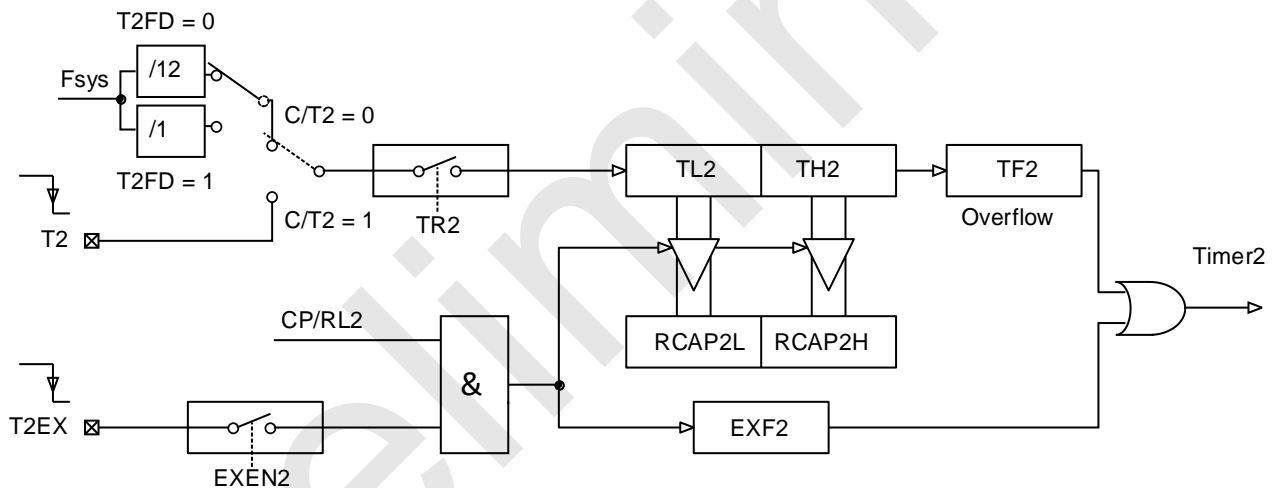 T2FD = 0
Fsys
/12
/1
T2FD = 1
C/T2 = 0
C/T2 = 1
T2
TR2
TL2
TH2
TF2
Overflow
Timer2
CP/RL2
&
RCAP2L
RCAP2H
T2EX
EXEN2
EXF2
elimin